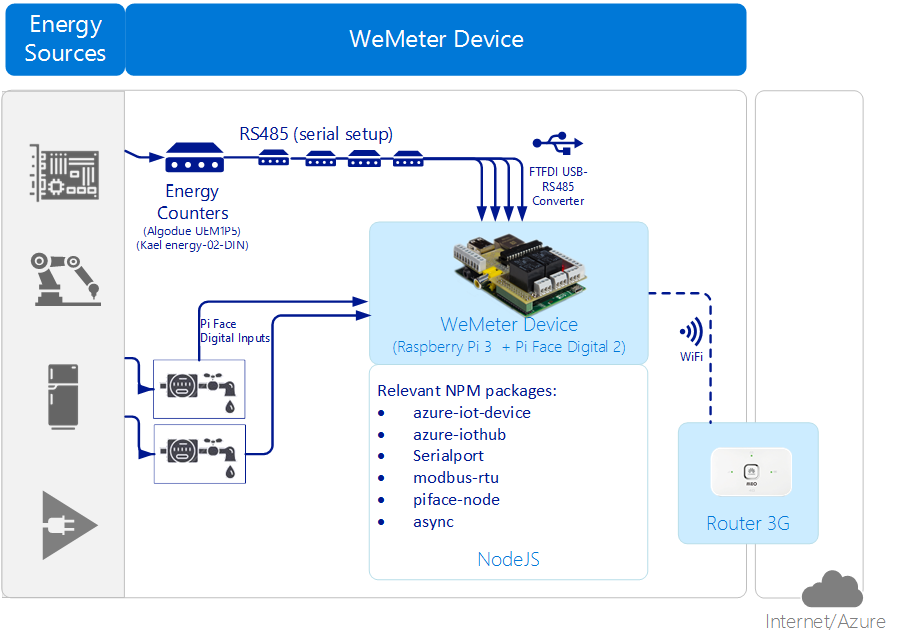 Energy
Sources
WeMeter Device
RS485 (serial setup)
FTFDI USB-
RS485
Converter
Energy
Counters
(Algodue UEM1P5)
(Kael energy-02-DIN)
Pi Face
Digital Inputs
WeMeter Device
(Raspberry Pi 3 + Pi Face Digital 2)
WiFi
Relevant NPM packages:
• azure-iot-device
• azure-iothub
• Serialport
• modbus-rtu
• piface-node
• async
NodeJS
MEO
Router 3G
Internet/Azure